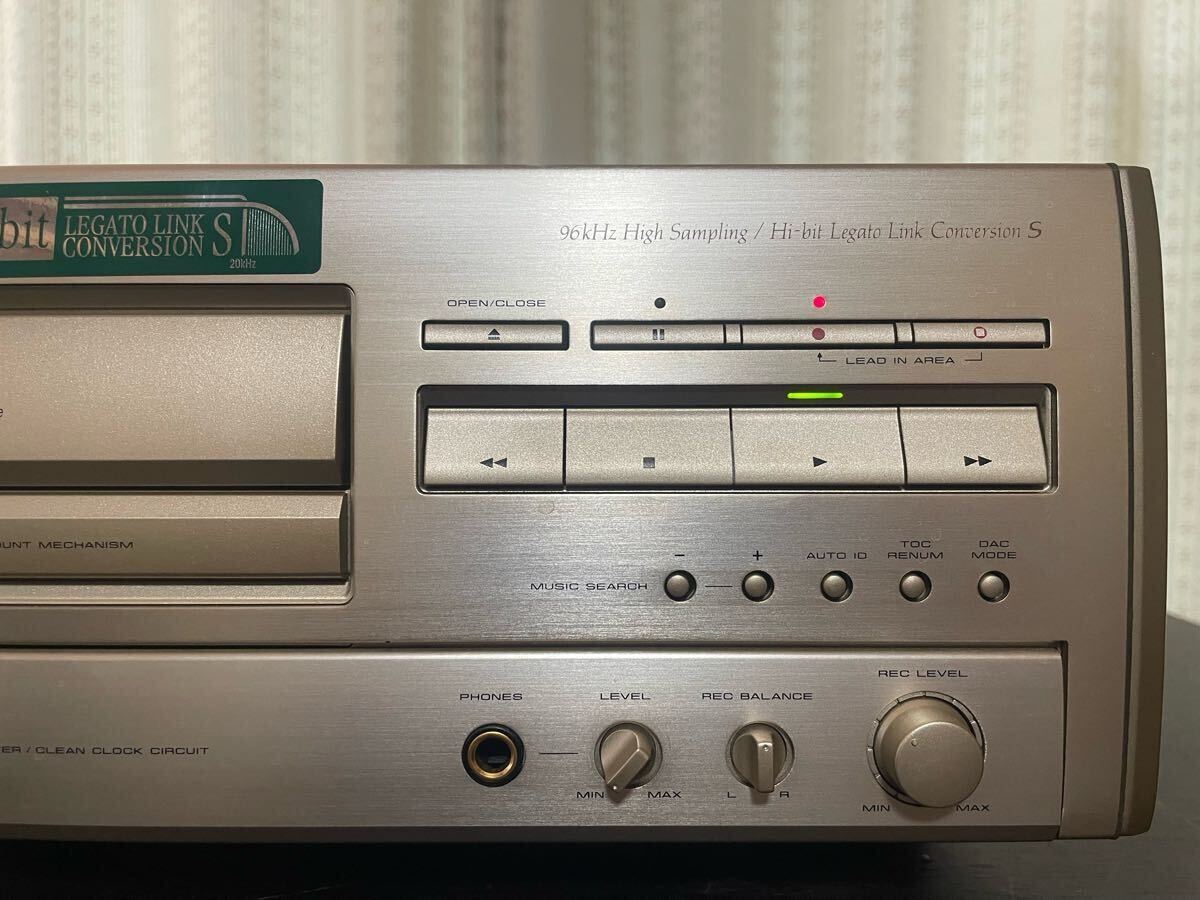 bit LEGATO LINK
CONVERSION S
20kHz
96kHz High Sampling / Hi-bit Legato Link Conversion S
OPEN/CLOSE
LEAD IN AREA
MECHANISM
MUSIC SEARCH
−
+
AUTO ID
TOC
RENUM
DAC
MODE
/ CLEAN CLOCK CIRCUIT
PHONES
LEVEL
MIN
MAX
REC BALANCE
L
R
REC LEVEL
MIN
MAX